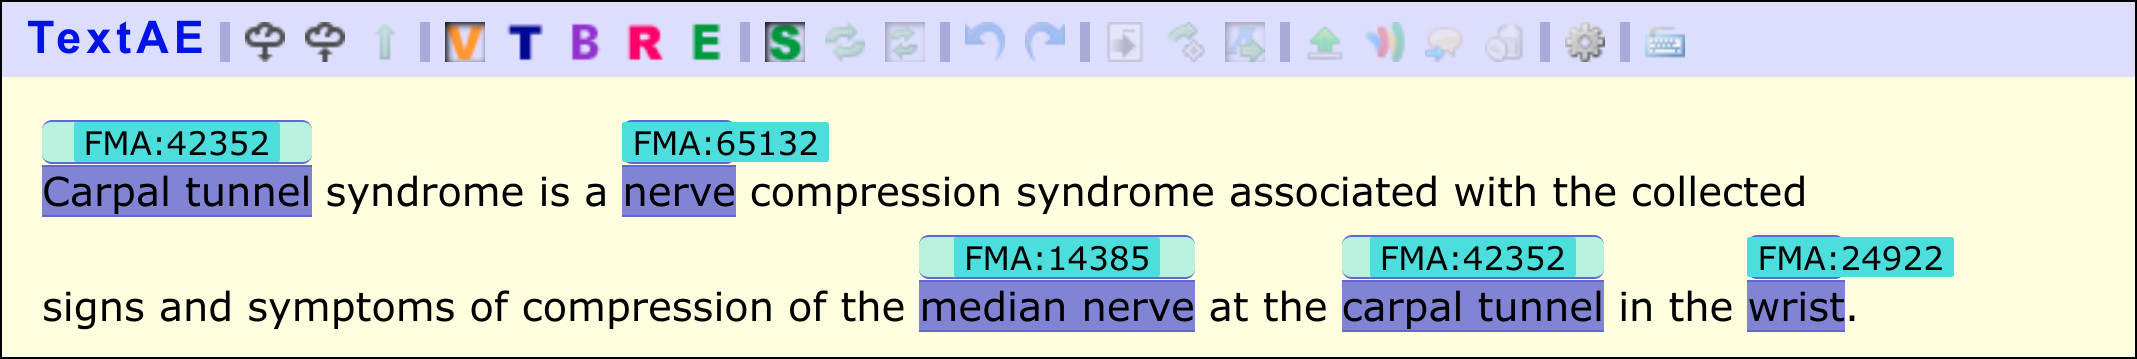 TextAE V T B R E S
FMA:42352 FMA:65132
Carpal tunnel syndrome is a nerve compression syndrome associated with the collected
FMA:14385 FMA:42352 FMA:24922
signs and symptoms of compression of the median nerve at the carpal tunnel in the wrist.